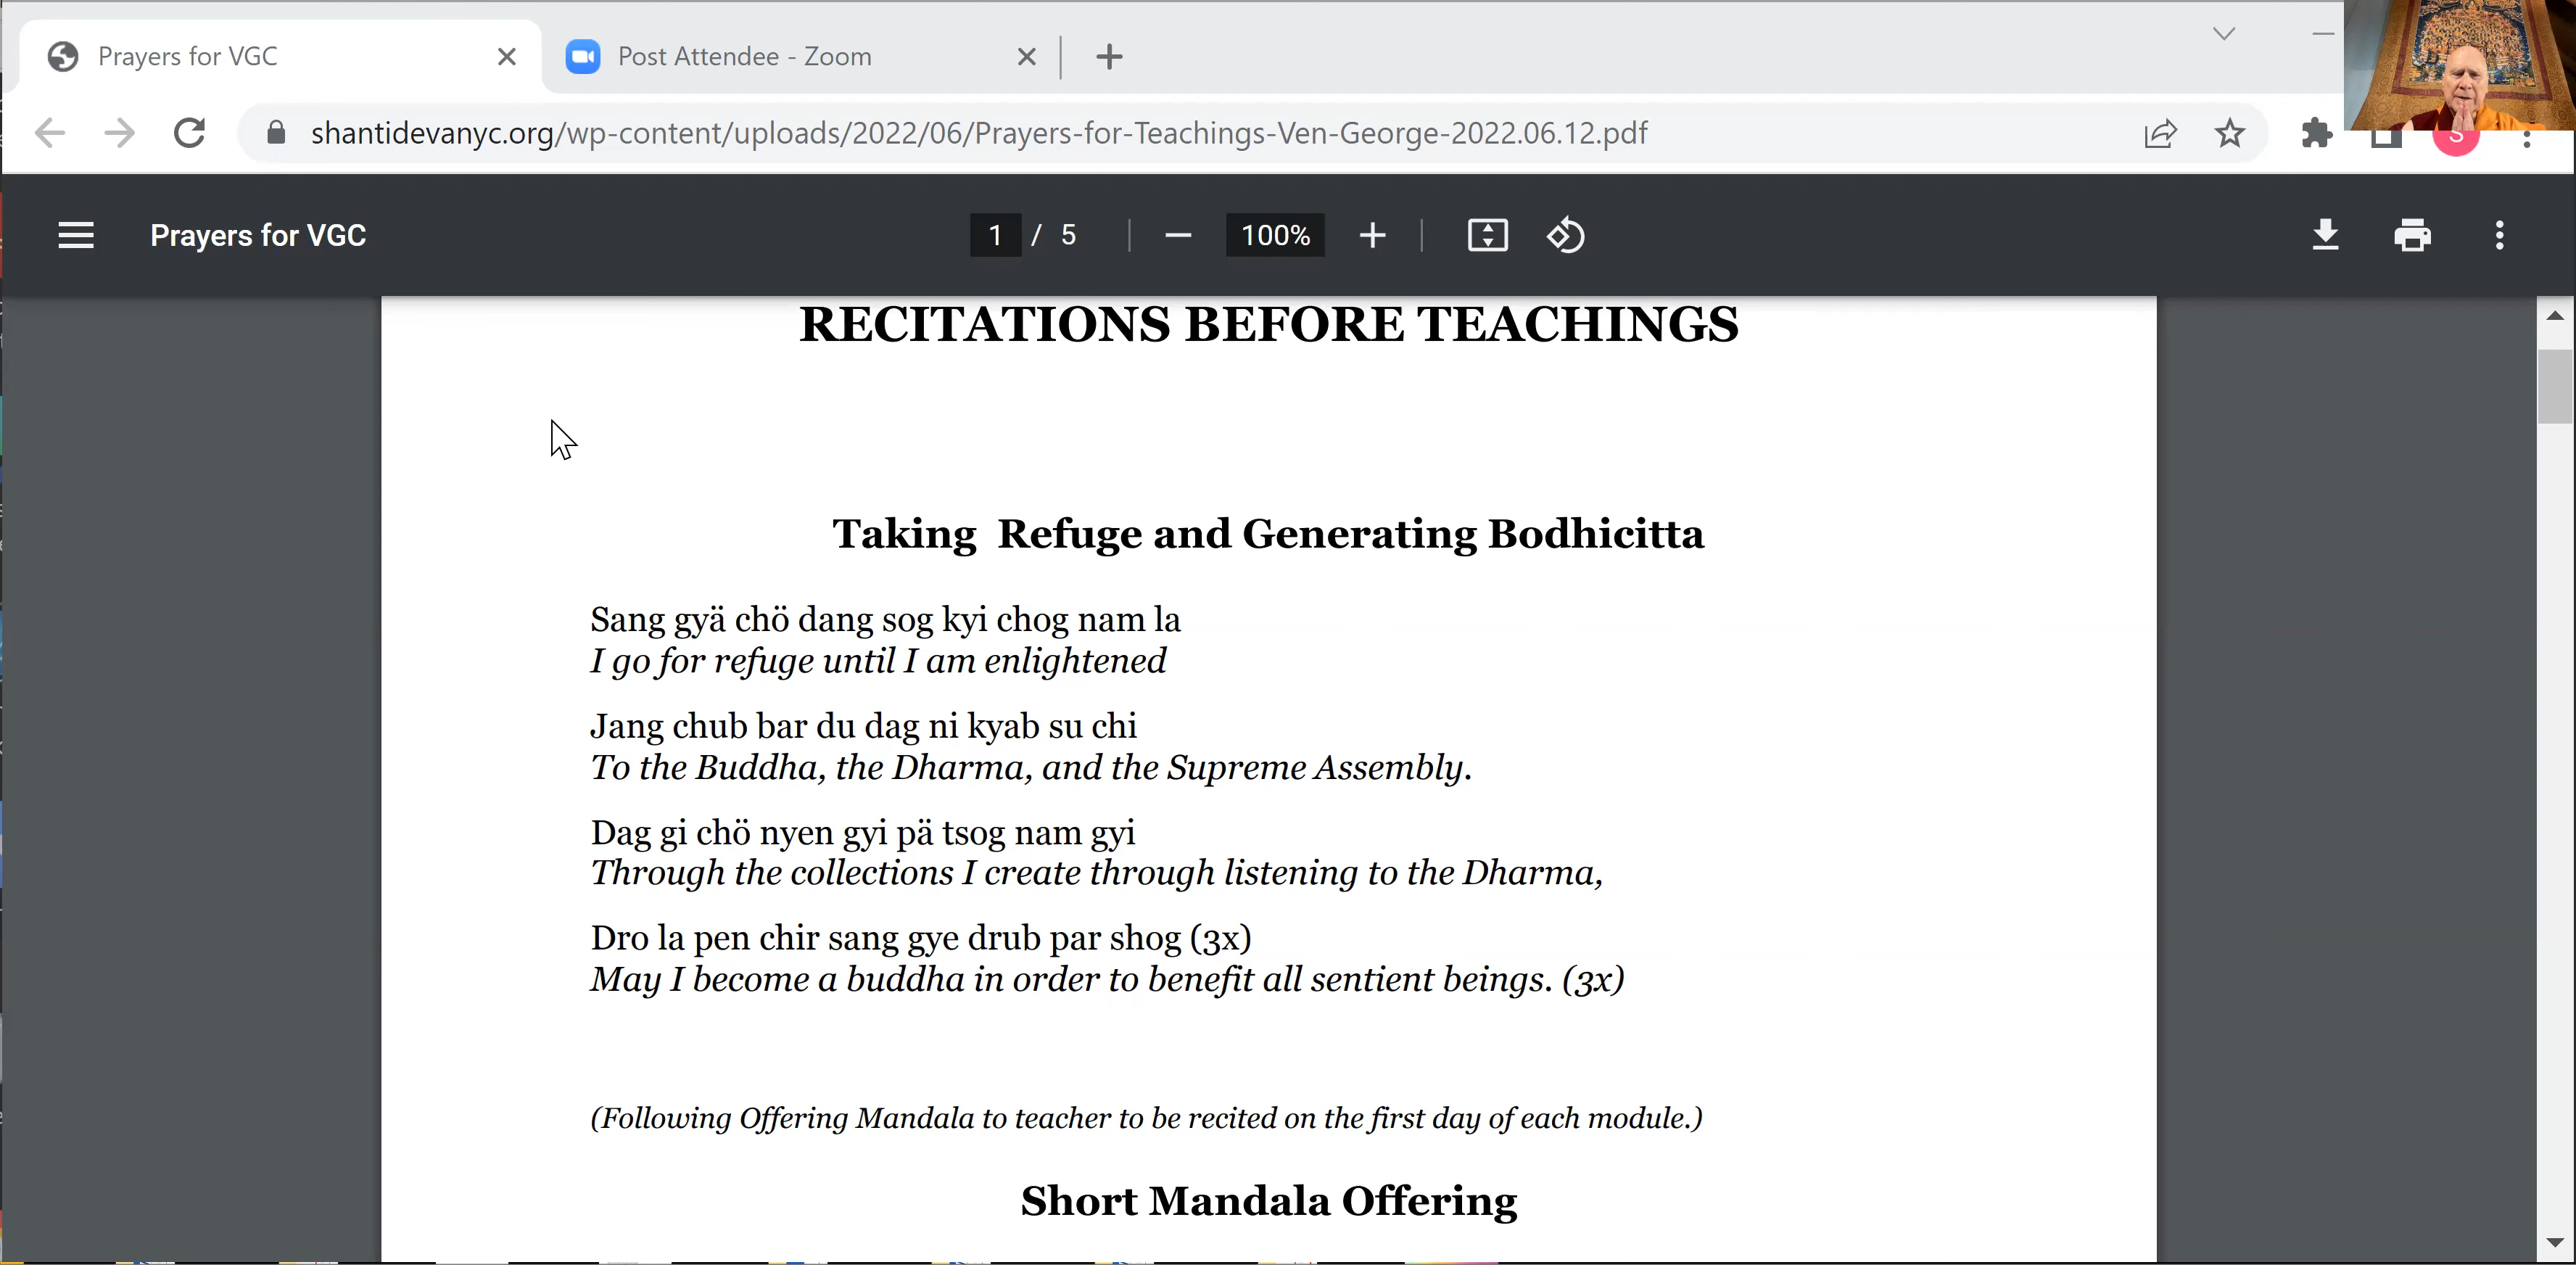 Prayers for VGC
Post Attendee - Zoom
shantidevanyc.org/wp-content/uploads/2022/06/Prayers-for-Teachings-Ven-George-2022.06.12.pdf
S
Prayers for VGC
1 / 5
100%
RECITATIONS BEFORE TEACHINGS
Taking Refuge and Generating Bodhicitta
Sang gyä chö dang sog kyi chog nam la
I go for refuge until I am enlightened
Jang chub bar du dag ni kyab su chi
To the Buddha, the Dharma, and the Supreme Assembly.
Dag gi chö nyen gyi pä tsog nam gyi
Through the collections I create through listening to the Dharma,
Dro la pen chir sang gye drub par shog (3x)
May I become a buddha in order to benefit all sentient beings. (3x)
(Following Offering Mandala to teacher to be recited on the first day of each module.)
Short Mandala Offering